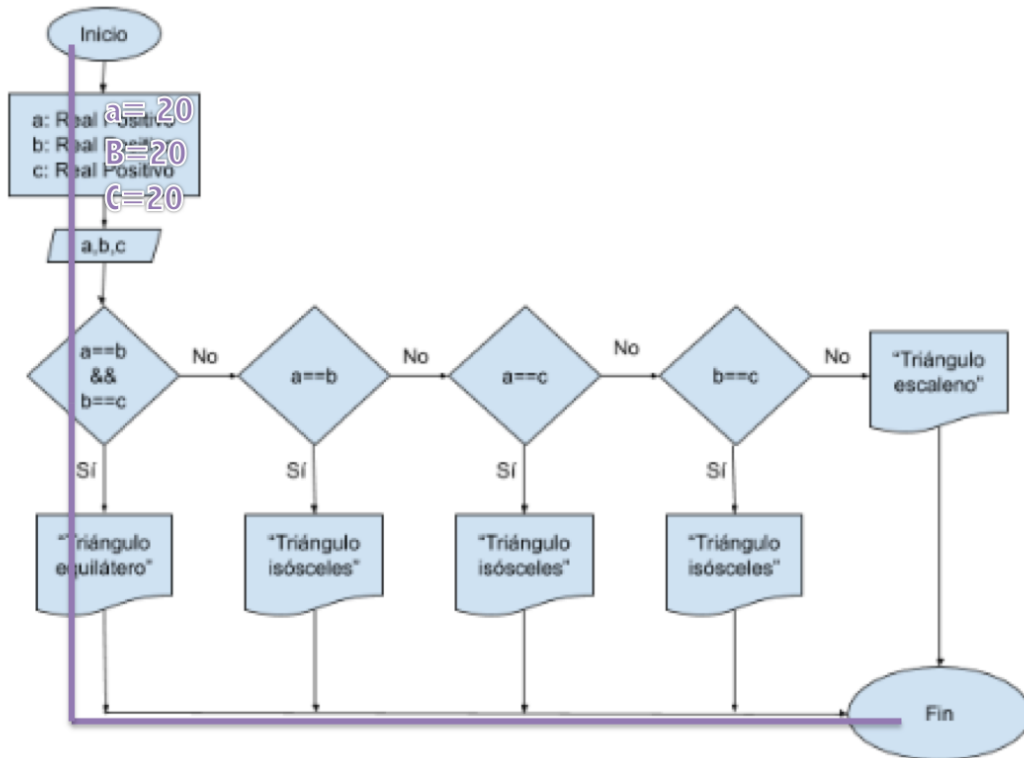 Inicio
a: Real Positivo
b: Real Positivo
c: Real Positivo
a= 20
B=20
C=20
a,b,c
a==b
&&
b==c
No
a==b
No
a==c
No
b==c
No
"Triángulo
escaleno"
Sí
Sí
Sí
Sí
"Triángulo
equilátero"
"Triángulo
isósceles"
"Triángulo
isósceles"
"Triángulo
isósceles"
Fin